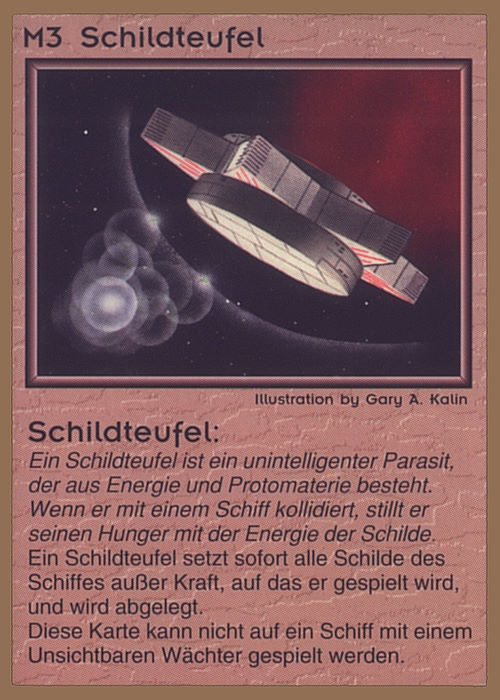 M3 Schildteufel
Illustration by Gary A. Kalin
Schildteufel:
Ein Schildteufel ist ein unintelligenter Parasit,
der aus Energie und Protomaterie besteht.
Wenn er mit einem Schiff kollidiert, stillt er
seinen Hunger mit der Energie der Schilde.
Ein Schildteufel setzt sofort alle Schilde des
Schiffes außer Kraft, auf das er gespielt wird,
und wird abgelegt.
Diese Karte kann nicht auf ein Schiff mit einem
Unsichtbaren Wächter gespielt werden.